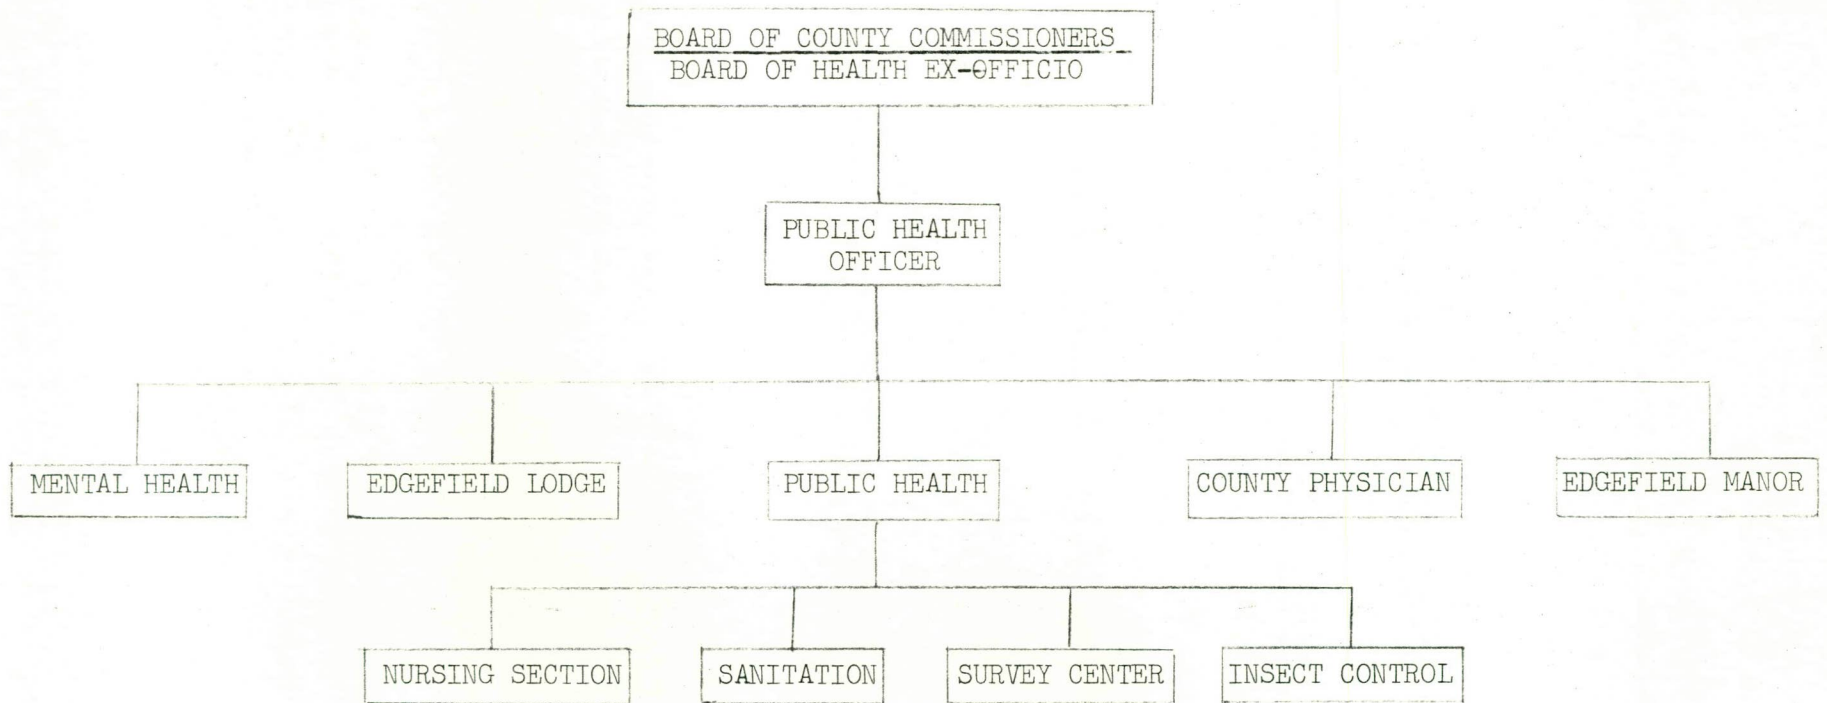 BOARD OF COUNTY COMMISSIONERS
BOARD OF HEALTH EX-OFFICIO
PUBLIC HEALTH
OFFICER
MENTAL HEALTH
EDGEFIELD LODGE
PUBLIC HEALTH
COUNTY PHYSICIAN
EDGEFIELD MANOR
NURSING SECTION
SANITATION
SURVEY CENTER
INSECT CONTROL